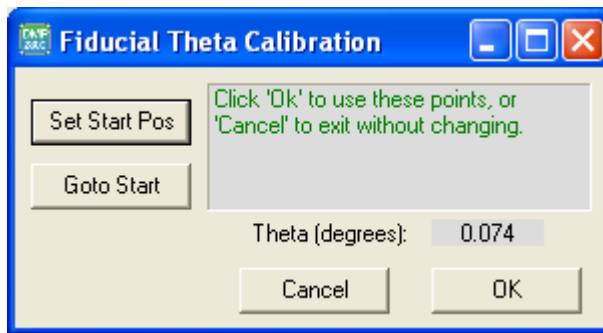 Fiducial Theta Calibration
Set Start Pos
Click 'Ok' to use these points, or
'Cancel' to exit without changing.
Goto Start
Theta (degrees): 0.074
Cancel
OK